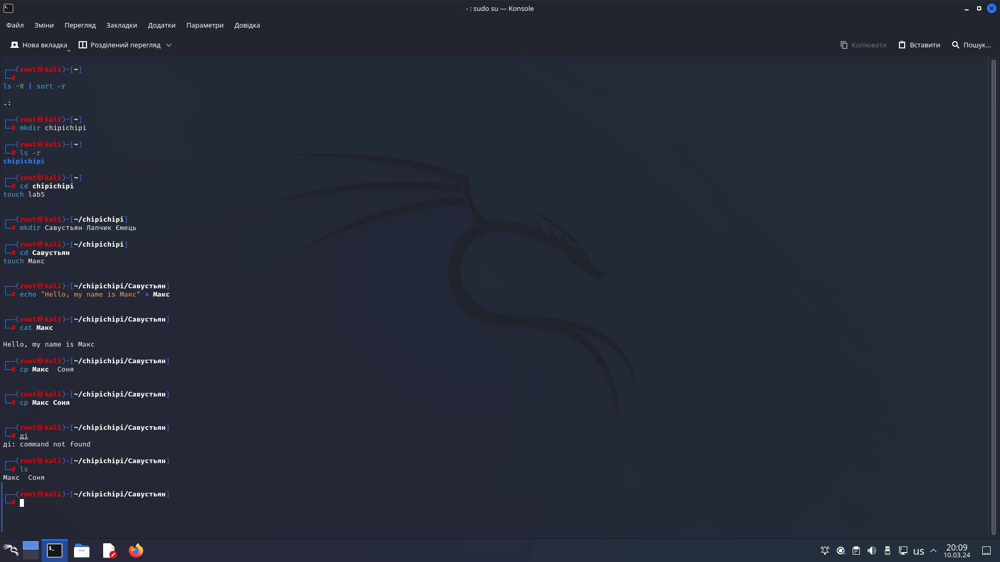 - : sudo su — Konsole
Файл Зміни Перегляд Закладки Додатки Параметри Довідка
Нова вкладка Розділений перегляд Копіювати Вставити Пошук...
┌──(root㉿kali)-[~]
└─#
ls -R | sort -r
.:
┌──(root㉿kali)-[~]
└─# mkdir chipichipi
┌──(root㉿kali)-[~]
└─# ls -r
chipichipi
┌──(root㉿kali)-[~]
└─# cd chipichipi
touch lab5
┌──(root㉿kali)-[~/chipichipi]
└─# mkdir Савустьян Лапчик Ємець
┌──(root㉿kali)-[~/chipichipi]
└─# cd Савустьян
touch Макс
┌──(root㉿kali)-[~/chipichipi/Савустьян]
└─# echo "Hello, my name is Макс" > Макс
┌──(root㉿kali)-[~/chipichipi/Савустьян]
└─# cat Макс
Hello, my name is Макс
┌──(root㉿kali)-[~/chipichipi/Савустьян]
└─# cp Макс  Соня
┌──(root㉿kali)-[~/chipichipi/Савустьян]
└─# cp Макс Соня
┌──(root㉿kali)-[~/chipichipi/Савустьян]
└─# ді
ді: command not found
┌──(root㉿kali)-[~/chipichipi/Савустьян]
└─# ls
Макс  Соня
┌──(root㉿kali)-[~/chipichipi/Савустьян]
└─#
us 20:09
10.03.24